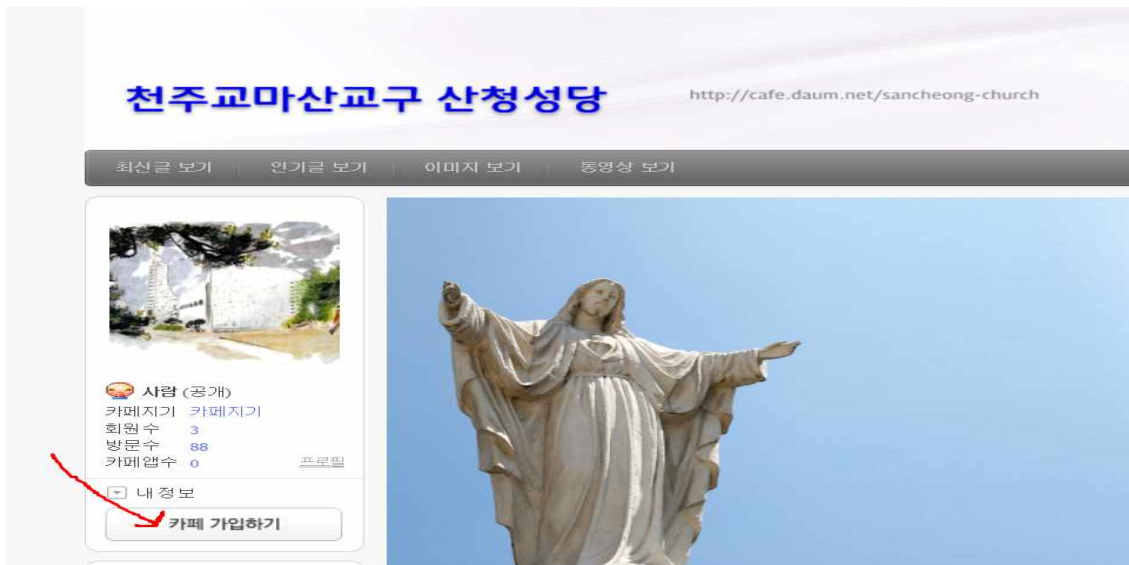 천주교마산교구 산청성당
http://cafe.daum.net/sancheong-church
최신글 보기 인기글 보기 이미지 보기 동영상 보기
사람 (공개)
카페지기 카페지기
회원수 3
방문수 88
카페앱수 0 프로필
내정보
카페 가입하기